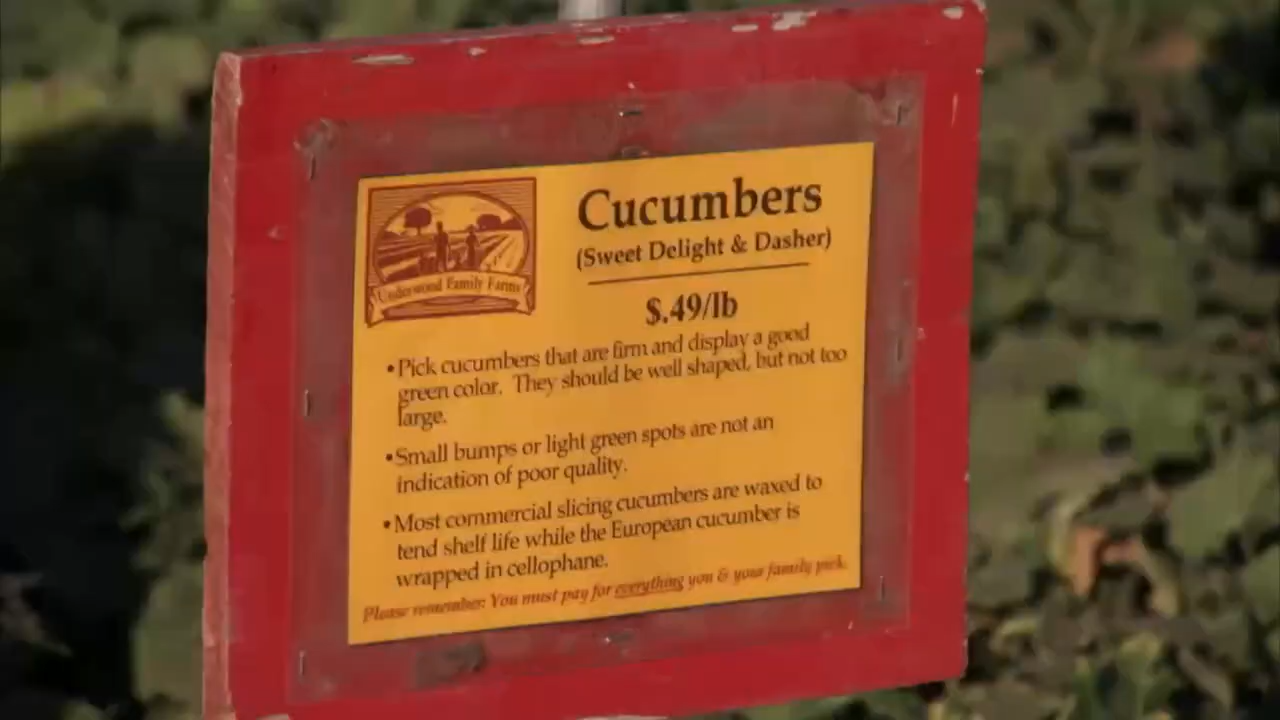 Underwood Family Farms
Cucumbers
(Sweet Delight & Dasher)
$.49/lb
•Pick cucumbers that are firm and display a good
green color. They should be well shaped, but not too
large.
•Small bumps or light green spots are not an
indication of poor quality.
•Most commercial slicing cucumbers are waxed to
tend shelf life while the European cucumber is
wrapped in cellophane.
Please remember: You must pay for everything you & your family pick.